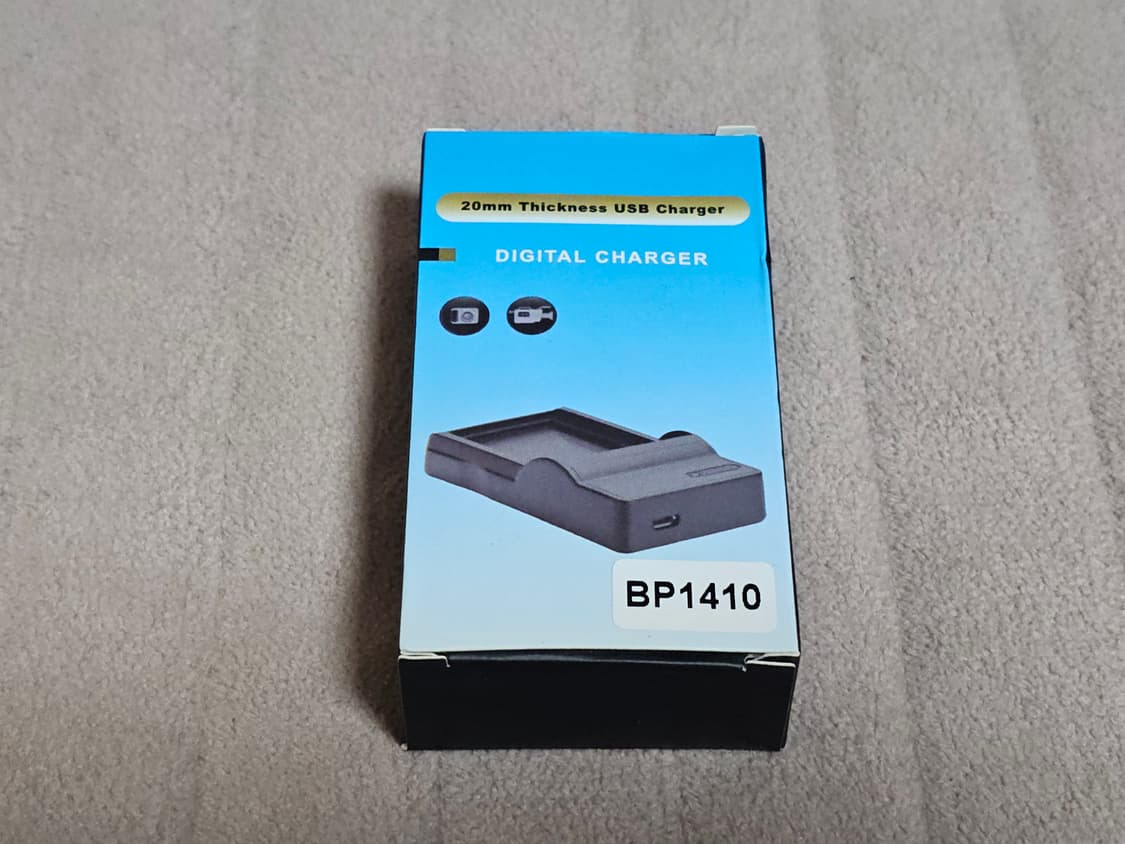 20mm Thickness USB Charger
DIGITAL CHARGER
BP1410